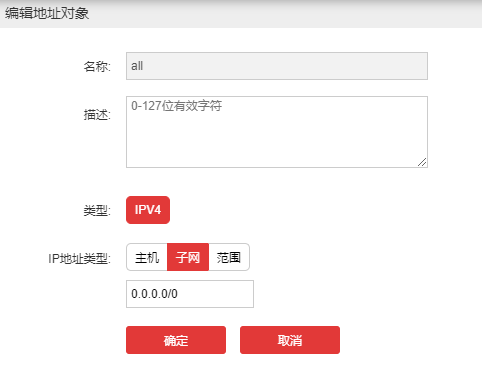 编辑地址对象
名称: all
描述: 0-127位有效字符
类型: IPV4
IP地址类型: 主机 子网 范围
0.0.0.0/0
确定 取消